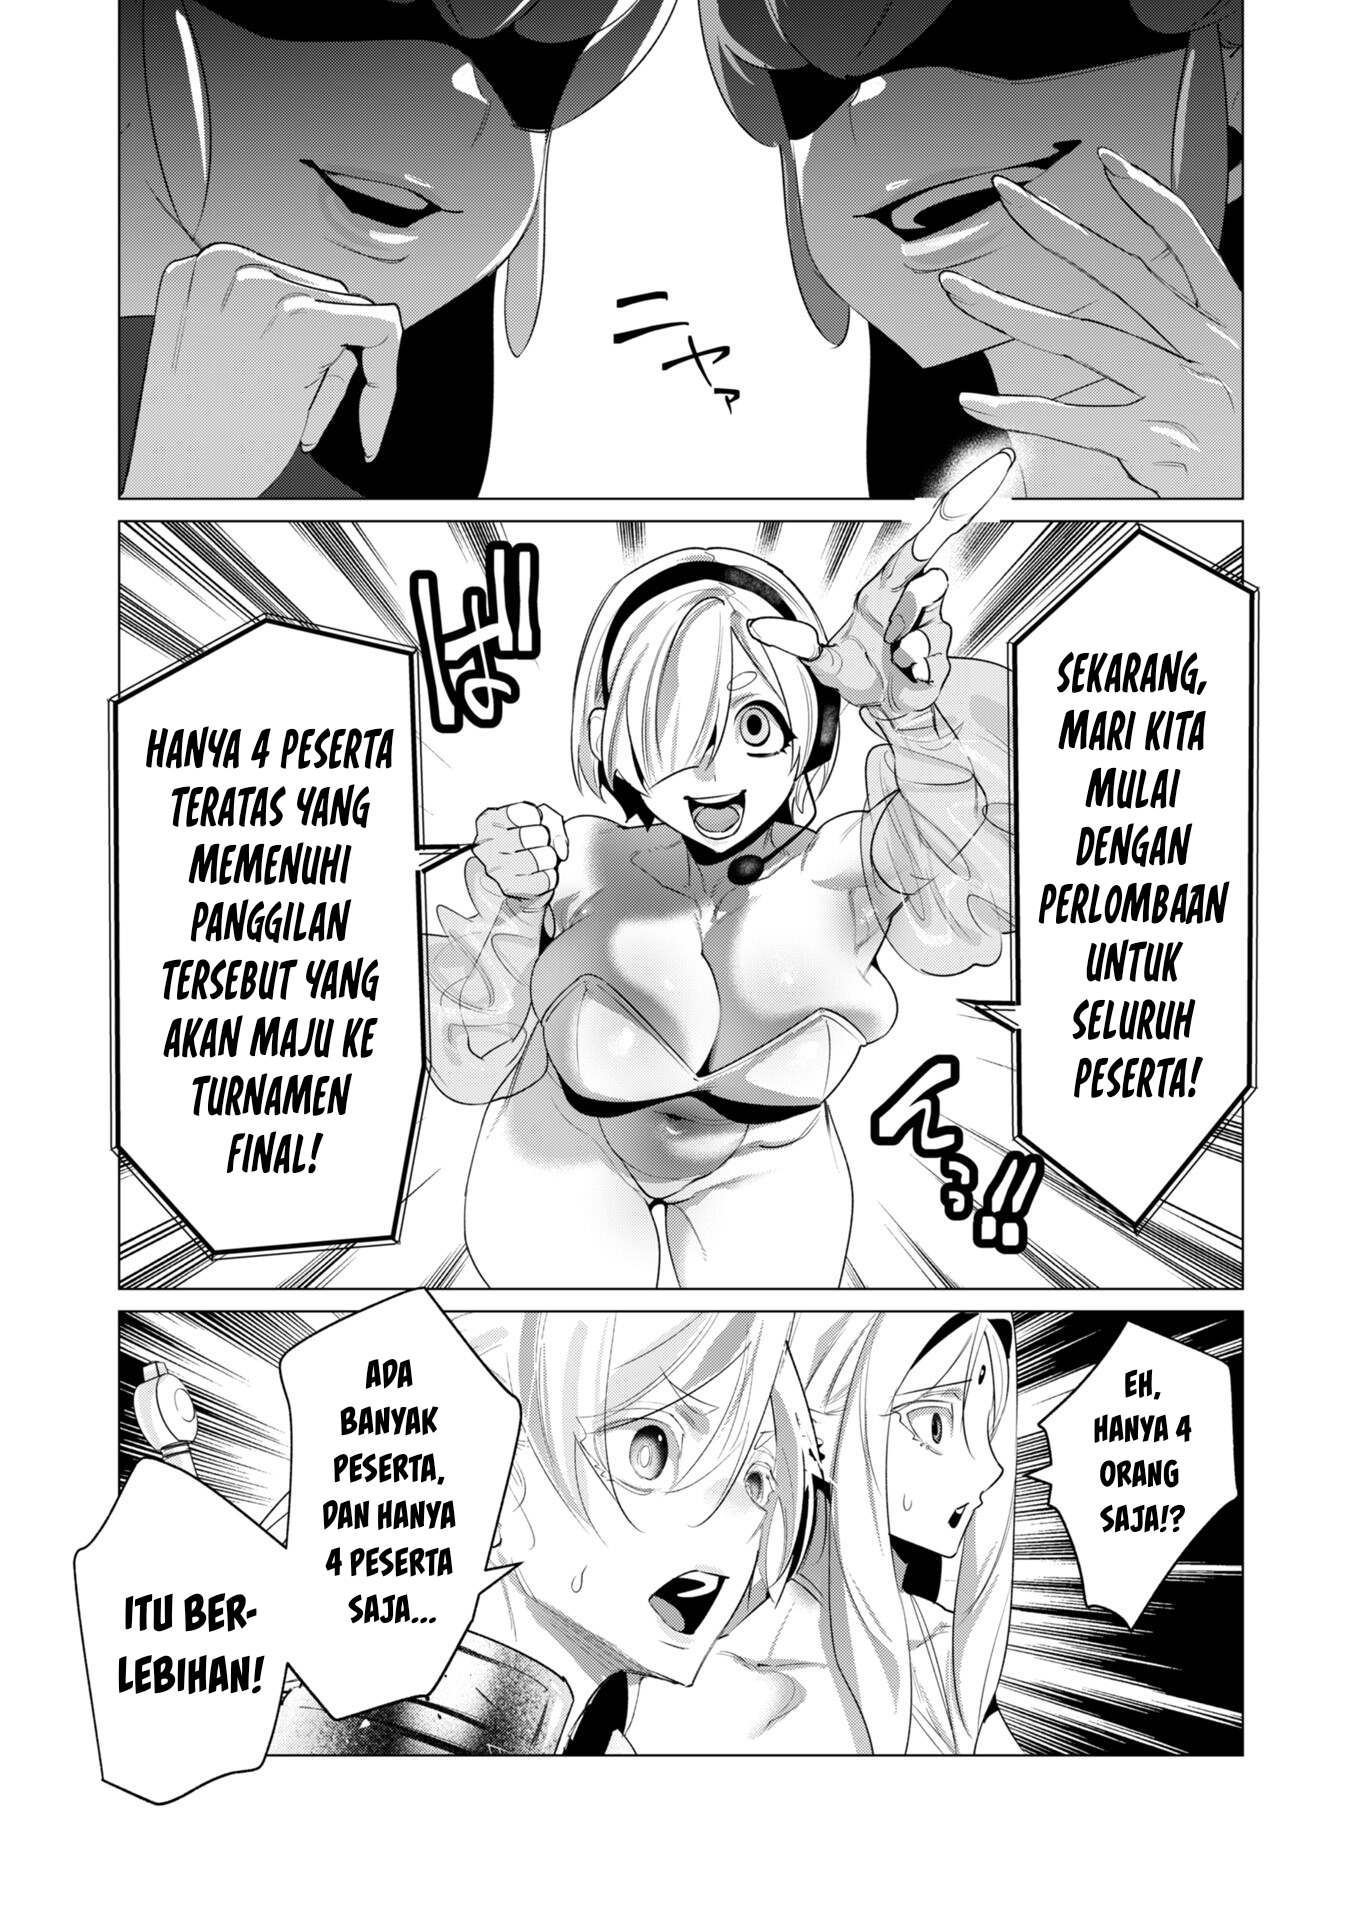 ニヤァ
ばんっ!!
SEKARANG,
MARI KITA
MULAI
DENGAN
PERLOMBAAN
UNTUK
SELURUH
PESERTA!
HANYA 4 PESERTA
TERATAS YANG
MEMENUHI
PANGGILAN
TERSEBUT YANG
AKAN MAJU KE
TURNAMEN
FINAL!
EH,
HANYA 4
ORANG
SAJA!?
ADA
BANYAK
PESERTA,
DAN HANYA
4 PESERTA
SAJA...
ITU BER-
LEBIHAN!